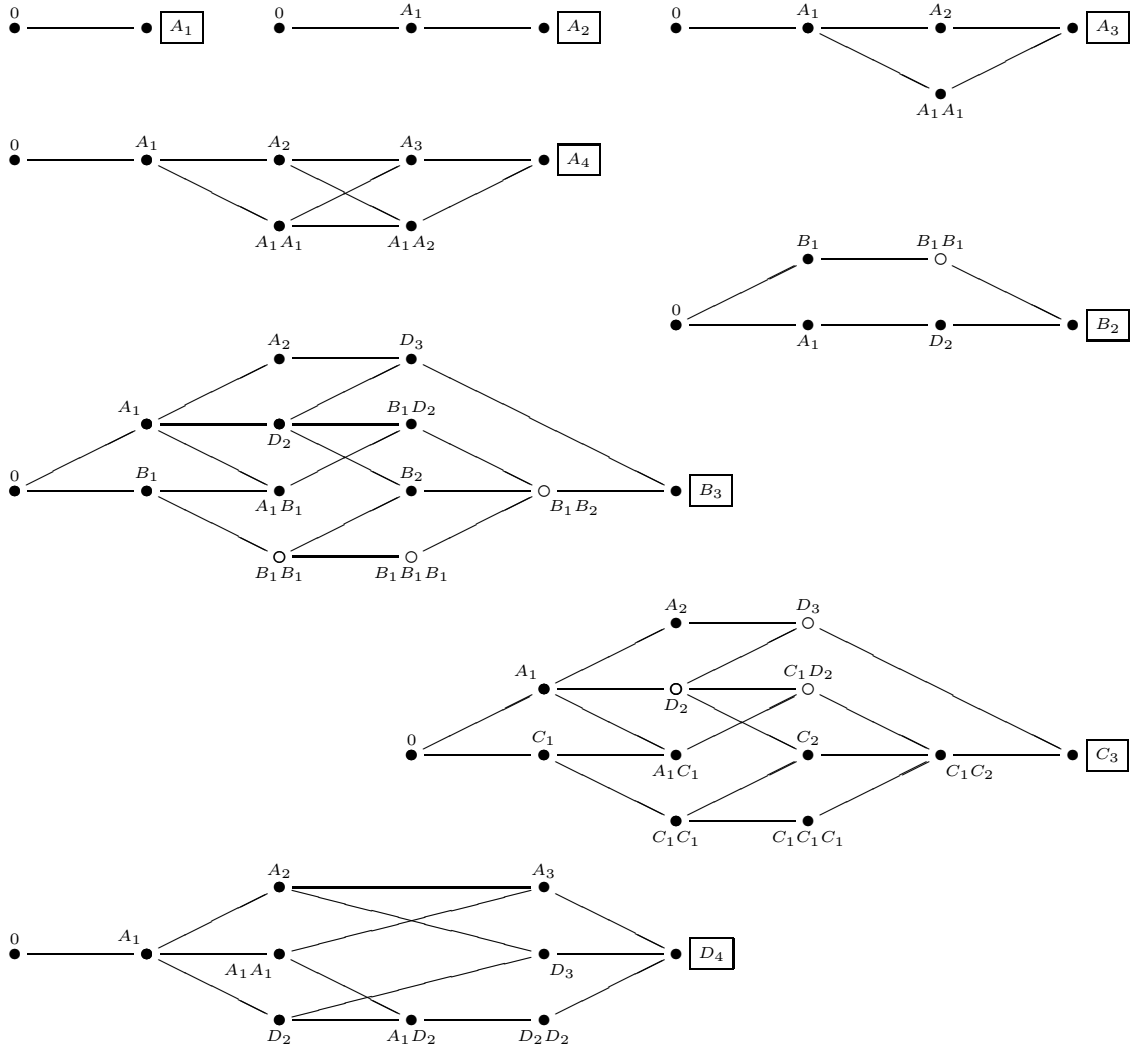 0 A₁ 0 A₁ A₂ 0 A₁ A₂ A₃
A₁A₁
0 A₁ A₂ A₃ A₄
A₁A₁ A₁A₂
B₁ B₁B₁
0 B₂
A₁ D₂
A₂ D₃
A₁ B₁D₂
D₂
0 B₁ B₂ B₃
A₁B₁ B₁B₂
B₁B₁ B₁B₁B₁
A₂ D₃
A₁ C₁D₂
D₂
0 C₁ C₂ C₃
A₁C₁ C₁C₂
C₁C₁ C₁C₁C₁
A₂ A₃
0 A₁ D₄
A₁A₁ D₃
D₂ A₁D₂ D₂D₂